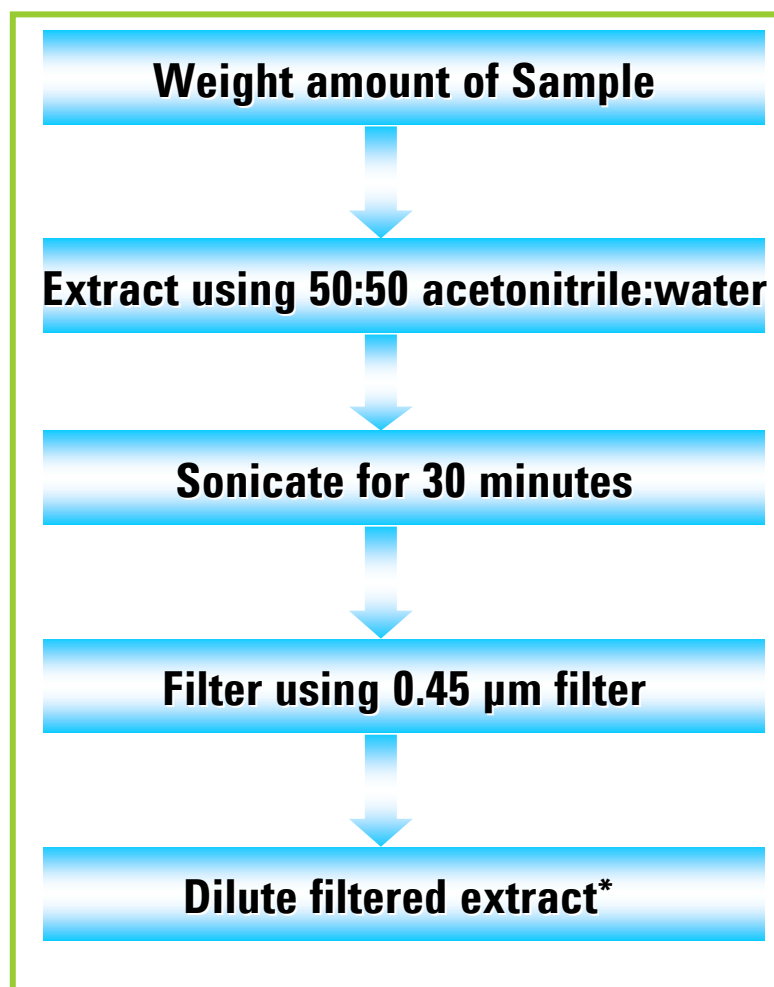 Weight amount of Sample
Extract using 50:50 acetonitrile:water
Sonicate for 30 minutes
Filter using 0.45 µm filter
Dilute filtered extract*